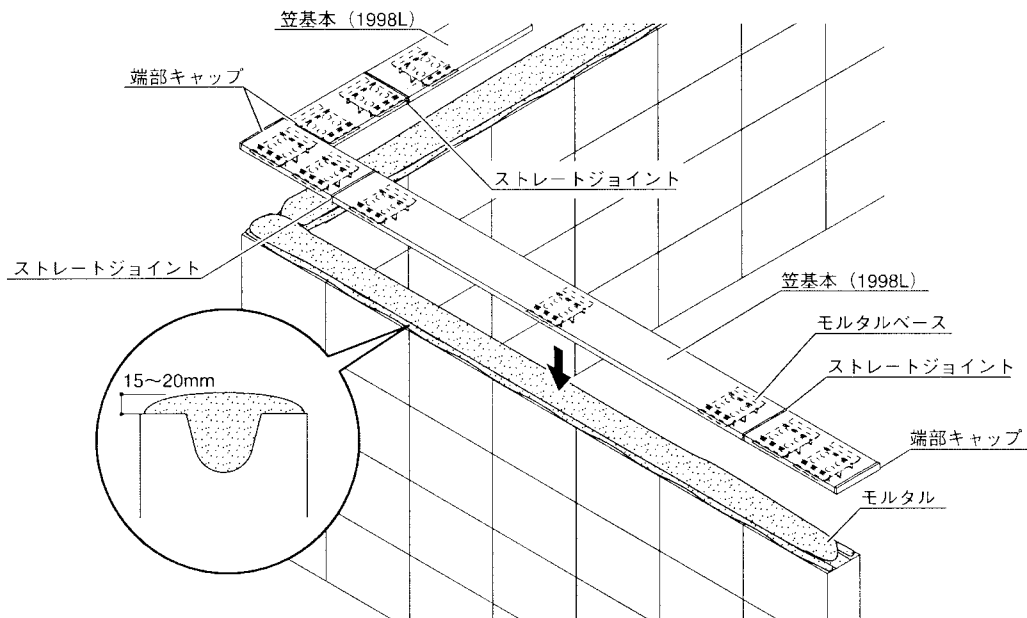 笠基本（1998L）
端部キャップ
ストレートジョイント
ストレートジョイント
笠基本（1998L）
モルタルベース
ストレートジョイント
15～20mm
端部キャップ
モルタル